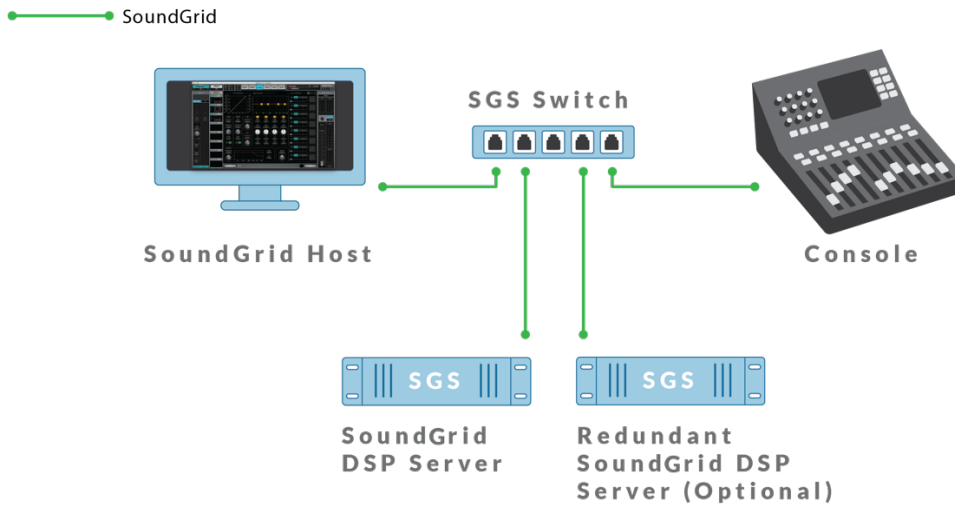 SoundGrid
SGS Switch
SoundGrid Host
Console
SGS
SGS
SoundGrid
DSP Server
Redundant
SoundGrid DSP
Server (Optional)